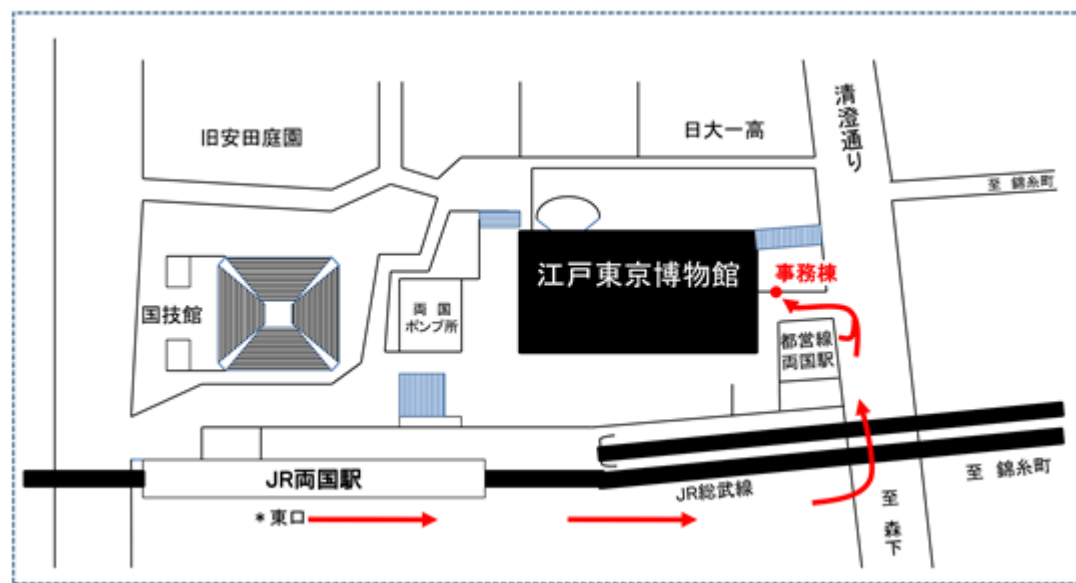 旧安田庭園
日大一高
清澄通り
至 錦糸町
江戸東京博物館
事務棟
国技館
両国
ポンプ所
都営線
両国駅
JR両国駅
JR総武線
至 錦糸町
＊東口
至 森下